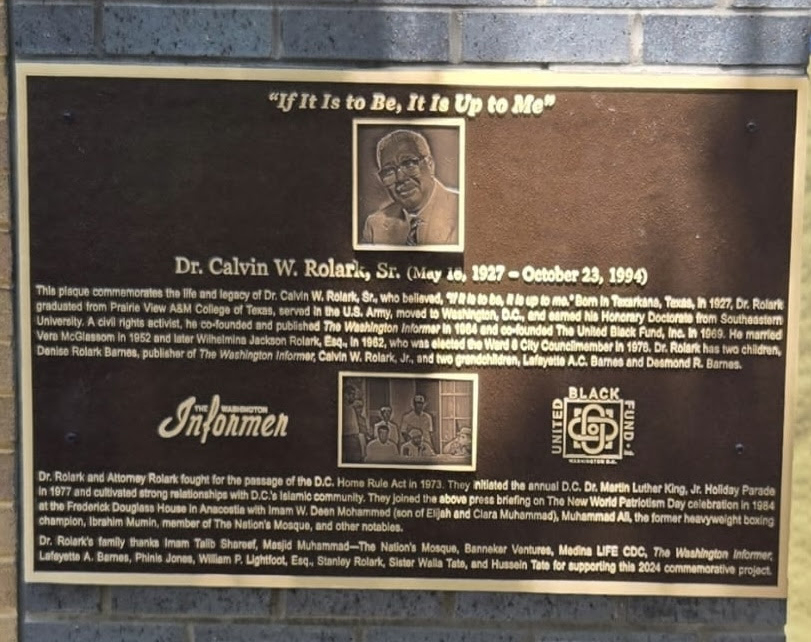 “If It Is to Be, It Is Up to Me”
Dr. Calvin W. Rolark, Sr. (May 16, 1927 – October 23, 1994)
This plaque commemorates the life and legacy of Dr. Calvin W. Rolark, Sr., who believed, "If it is to be, it is up to me." Born in Texarkana, Texas, in 1927, Dr. Rolark
graduated from Prairie View A&M College of Texas, served in the U.S. Army, moved to Washington, D.C., and earned his Honorary Doctorate from Southeastern
University. A civil rights activist, he co-founded and published The Washington Informer in 1964 and co-founded The United Black Fund, Inc. in 1969. He married
Vera McGlassom in 1952 and later Wilhelmina Jackson Rolark, Esq., in 1962, who was elected the Ward 8 City Councilmember in 1976. Dr. Rolark has two children,
Denise Rolark Barnes, publisher of The Washington Informer, Calvin W. Rolark, Jr., and two grandchildren, Lafayette A.C. Barnes and Desmond R. Barnes.
THE WASHINGTON
Informer
UNITED BLACK FUND
WASHINGTON D.C.
Dr. Rolark and Attorney Rolark fought for the passage of the D.C. Home Rule Act in 1973. They initiated the annual D.C. Dr. Martin Luther King, Jr. Holiday Parade
in 1977 and cultivated strong relationships with D.C.'s Islamic community. They joined the above press briefing on The New World Patriotism Day celebration in 1984
at the Frederick Douglass House in Anacostia with Imam W. Deen Mohammed (son of Elijah and Clara Muhammad), Muhammad Ali, the former heavyweight boxing
champion, Ibrahim Mumin, member of The Nation's Mosque, and other notables.
Dr. Rolark's family thanks Imam Talib Shareef, Masjid Muhammad—The Nation's Mosque, Banneker Ventures, Medina LIFE CDC, The Washington Informer,
Lafayette A. Barnes, Phinis Jones, William P. Lightfoot, Esq., Stanley Rolark, Sister Walla Tate, and Hussein Tate for supporting this 2024 commemorative project.